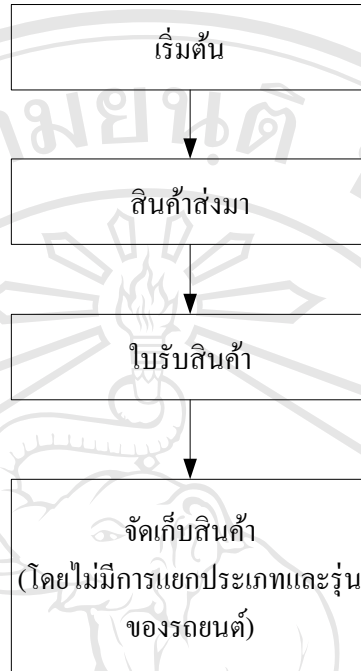 เริ่มต้น
สินค้าส่งมา
ใบรับสินค้า
จัดเก็บสินค้า
(โดยไม่มีการแยกประเภทและรุ่น
ของรถยนต์)